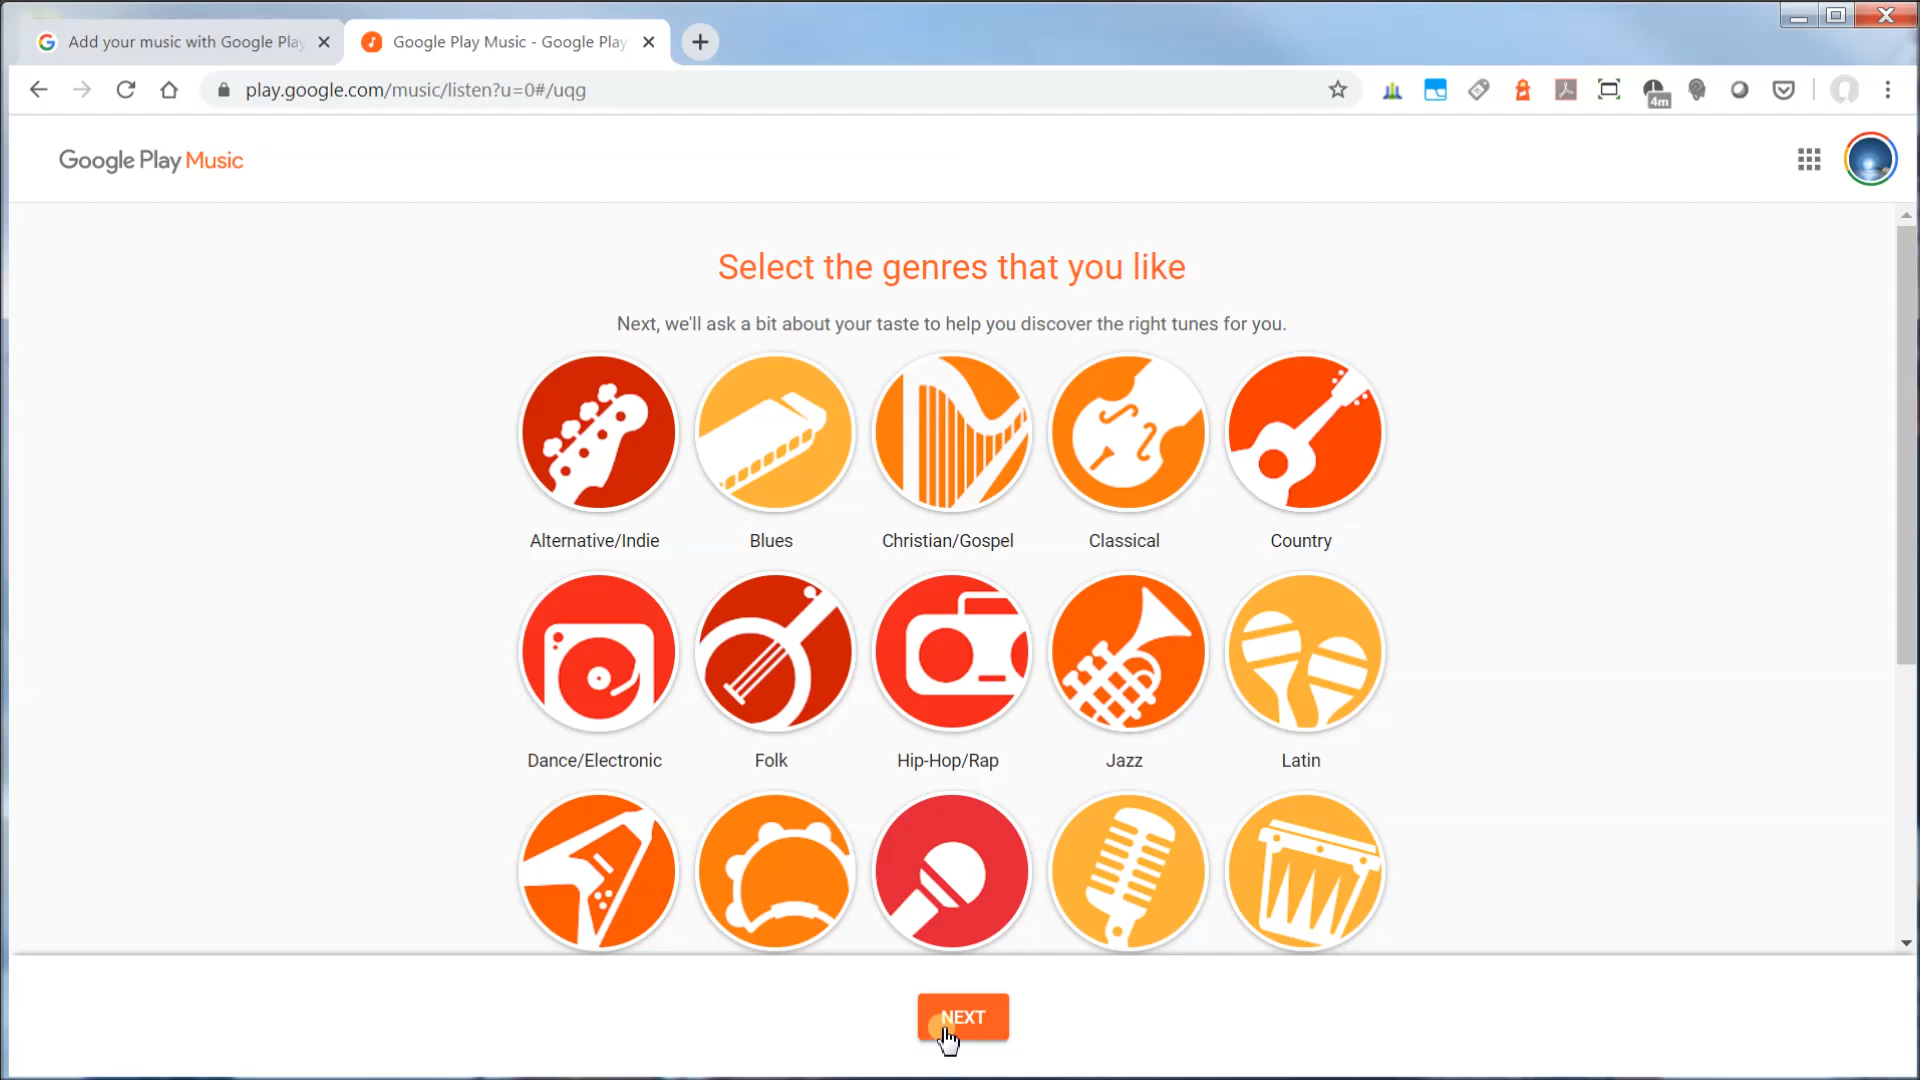 Add your music with Google Play
Google Play Music - Google Play
play.google.com/music/listen?u=0#/uqg
4m
Google Play Music
Select the genres that you like
Next, we'll ask a bit about your taste to help you discover the right tunes for you.
Alternative/Indie
Blues
Christian/Gospel
Classical
Country
Dance/Electronic
Folk
Hip-Hop/Rap
Jazz
Latin
NEXT